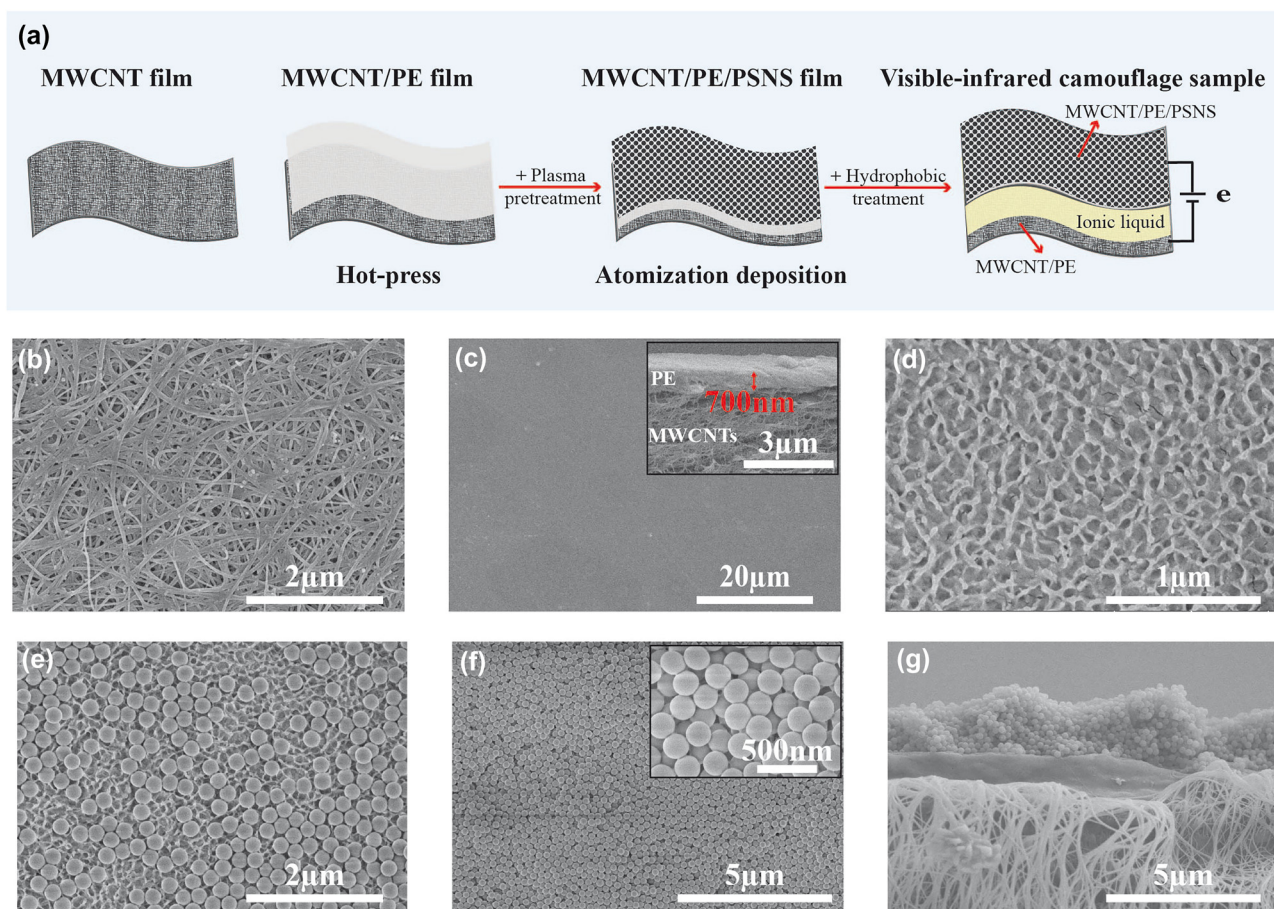 (a)
MWCNT film
MWCNT/PE film
MWCNT/PE/PSNS film
Visible-infrared camouflage sample
MWCNT/PE/PSNS
+ Plasma
pretreatment
+ Hydrophobic
treatment
e
Ionic liquid
MWCNT/PE
Hot-press
Atomization deposition
(b)
2μm
(c)
PE
700nm
MWCNTs
3μm
20μm
(d)
1μm
(e)
2μm
(f)
500nm
5μm
(g)
5μm